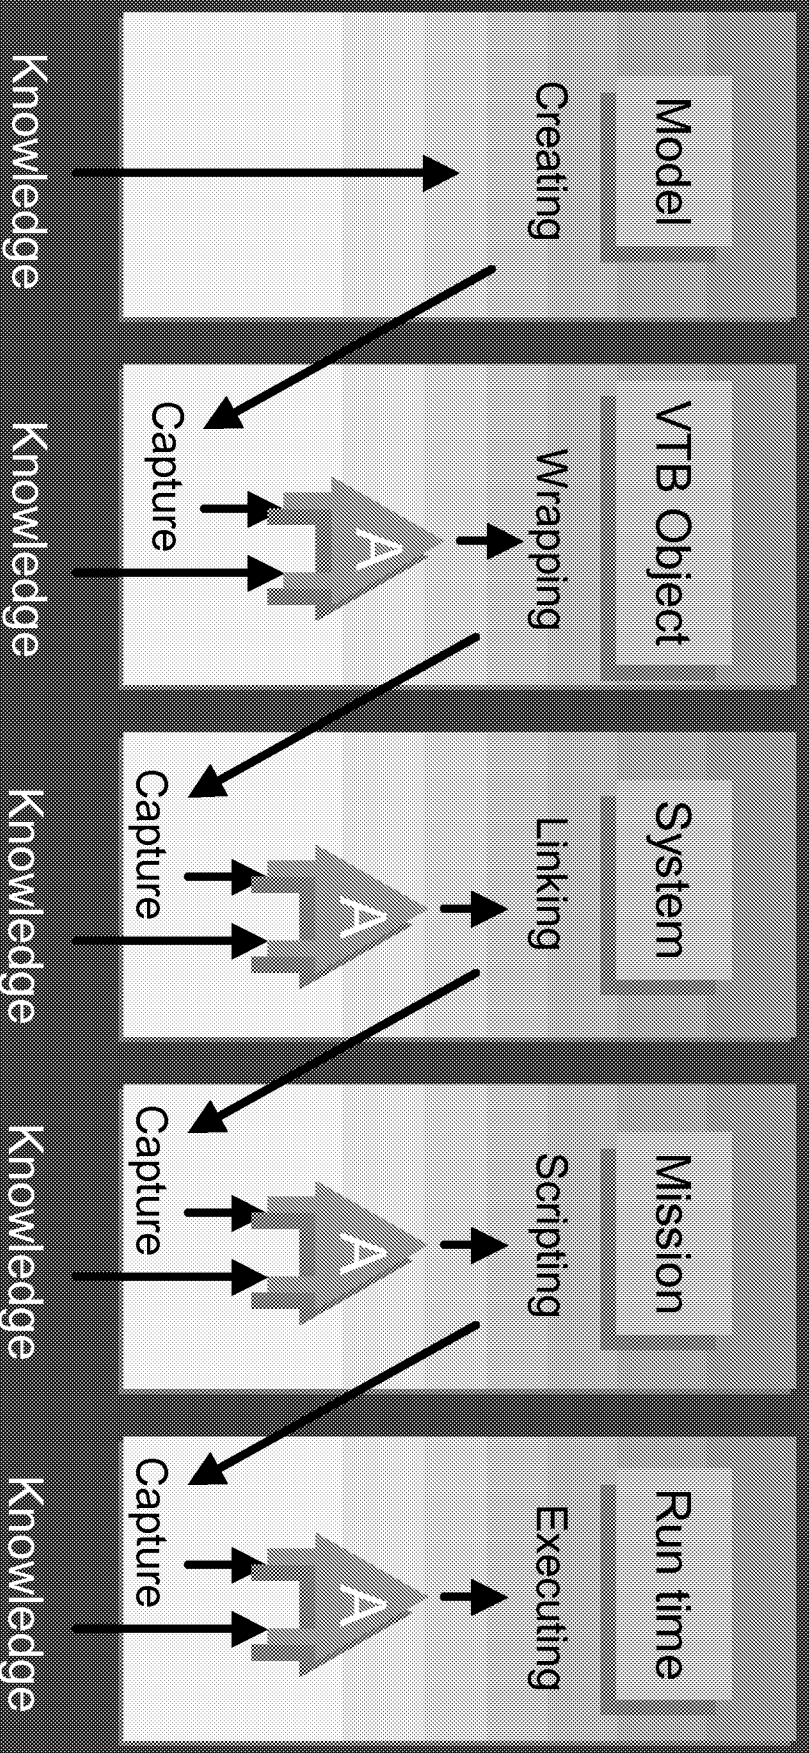 Model
VTB Object
System
Mission
Run time
Creating
Wrapping
Linking
Scripting
Executing
A
A
A
A
Capture
Capture
Capture
Capture
Knowledge
Knowledge
Knowledge
Knowledge
Knowledge